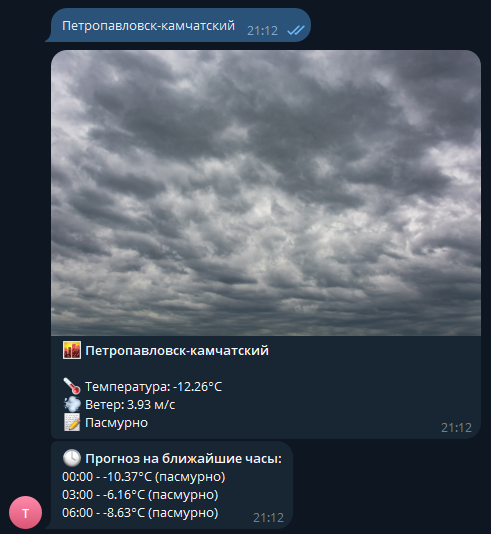 Петропавловск-камчатский 21:12
Петропавловск-камчатский
Температура: -12.26°C
Ветер: 3.93 м/с
Пасмурно
21:12
Прогноз на ближайшие часы:
00:00 - -10.37°C (пасмурно)
03:00 - -6.16°C (пасмурно)
06:00 - -8.63°C (пасмурно)
21:12
T